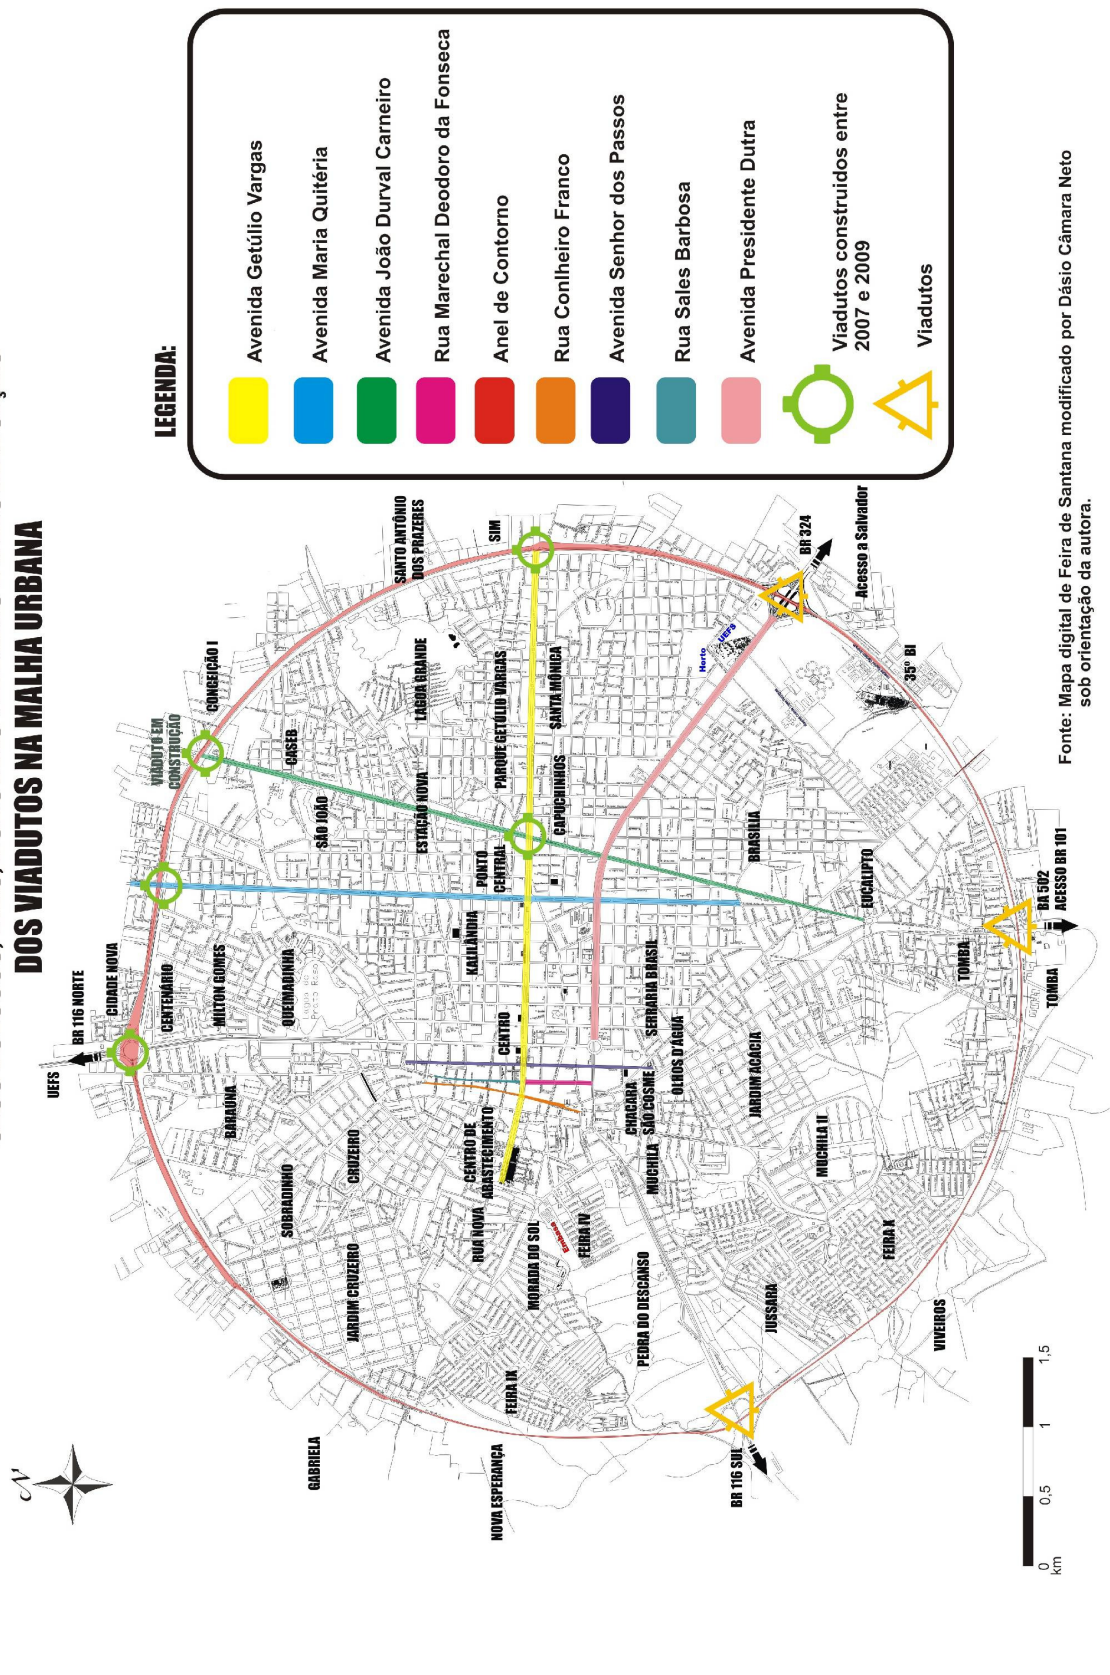 DOS VIADUTOS NA MALHA URBANA
N
LEGENDA:
Avenida Getúlio Vargas
Avenida Maria Quitéria
Avenida João Durval Carneiro
Rua Marechal Deodoro da Fonseca
Anel de Contorno
Rua Conlheiro Franco
Avenida Senhor dos Passos
Rua Sales Barbosa
Avenida Presidente Dutra
Viadutos construidos entre
2007 e 2009
Viadutos
UEFS
BR 116 NORTE
CIDADE NOVA
CENTENÁRIO
VIADUTO EM
CONSTRUÇÃO
CONCEIÇÃO I
MILTON GOMES
BARAUNA
QUEIMADINHA
CASEB
SÃO JOÃO
SOBRADINHO
CRUZEIRO
JARDIM CRUZEIRO
GABRIELA
SANTO ANTÔNIO
DOS PRAZERES
LAGOA GRANDE
ESTAÇÃO NOVA
KALILÂNDIA
PONTO
CENTRAL
PARQUE GETÚLIO VARGAS
SIM
CENTRO
CENTRO DE
ABASTECIMENTO
RUA NOVA
NOVA ESPERANÇA
FEIRA IX
MORADA DO SOL
Embasa
FEIRA IV
CAPUCHINHOS
SANTA MÔNICA
CHACARA
SÃO COSME
MUCHILA
PEDRA DO DESCANSO
SERRARIA BRASIL
OLHOS D'ÁGUA
Horto
UEFS
BRASILIA
JARDIM ACÁCIA
JUSSARA
BR 116 SUL
MUCHILA II
BR 324
Acesso a Salvador
EUCALIPTO
FEIRA X
35º BI
VIVEIROS
TOMBA
TOMBA
BA 502
ACESSO BR 101
0
0,5
1
1,5
km
Fonte: Mapa digital de Feira de Santana modificado por Dásio Câmara Neto
sob orientação da autora.